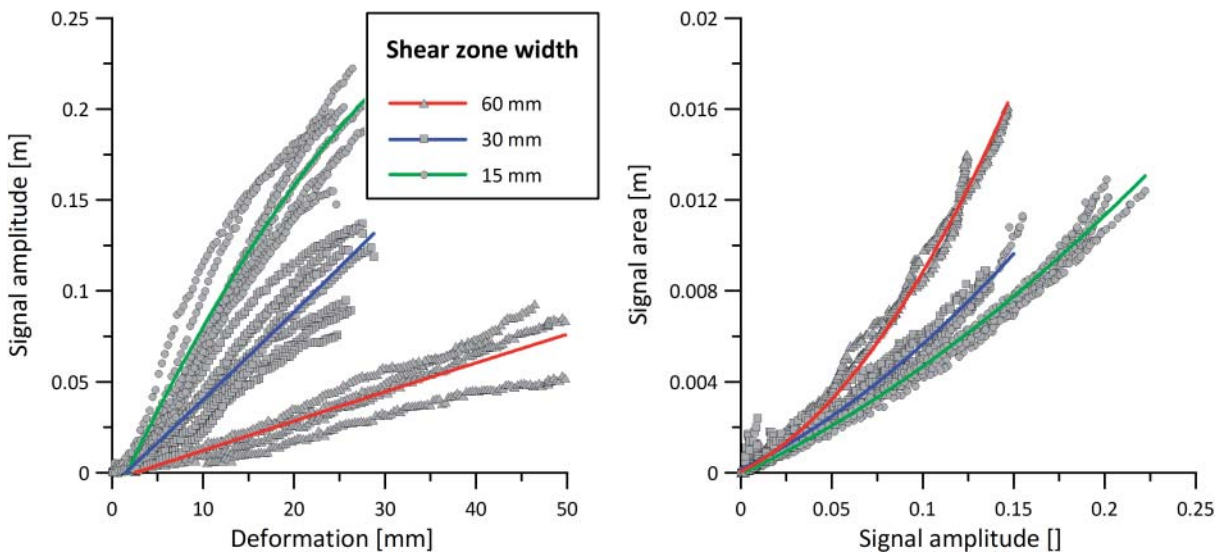 0.25
0.2
0.15
0.1
0.05
0
Signal amplitude [m]
0 10 20 30 40 50
Deformation [mm]
Shear zone width
60 mm
30 mm
15 mm
0.02
0.016
0.012
0.008
0.004
0
Signal area [m]
0 0.05 0.1 0.15 0.2 0.25
Signal amplitude []